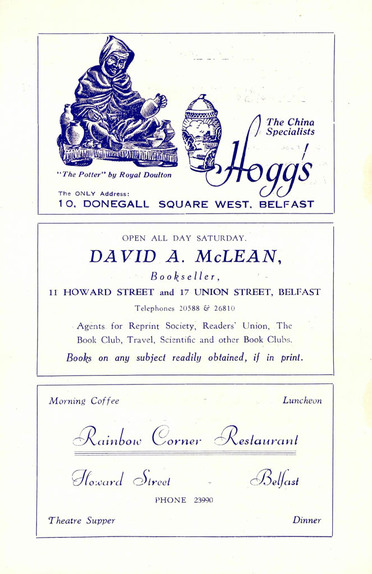 The China
Specialists
Hogg's
"The Potter" by Royal Doulton
The ONLY Address:
10, DONEGALL SQUARE WEST, BELFAST
OPEN ALL DAY SATURDAY.
DAVID A. McLEAN,
Bookseller,
11 HOWARD STREET and 17 UNION STREET, BELFAST
Telephones 20588 & 26810
Agents for Reprint Society, Readers' Union, The
Book Club, Travel, Scientific and other Book Clubs.
Books on any subject readily obtained, if in print.
Morning Coffee Luncheon
Rainbow Corner Restaurant
Howard Street - Belfast
PHONE 23990
Theatre Supper Dinner